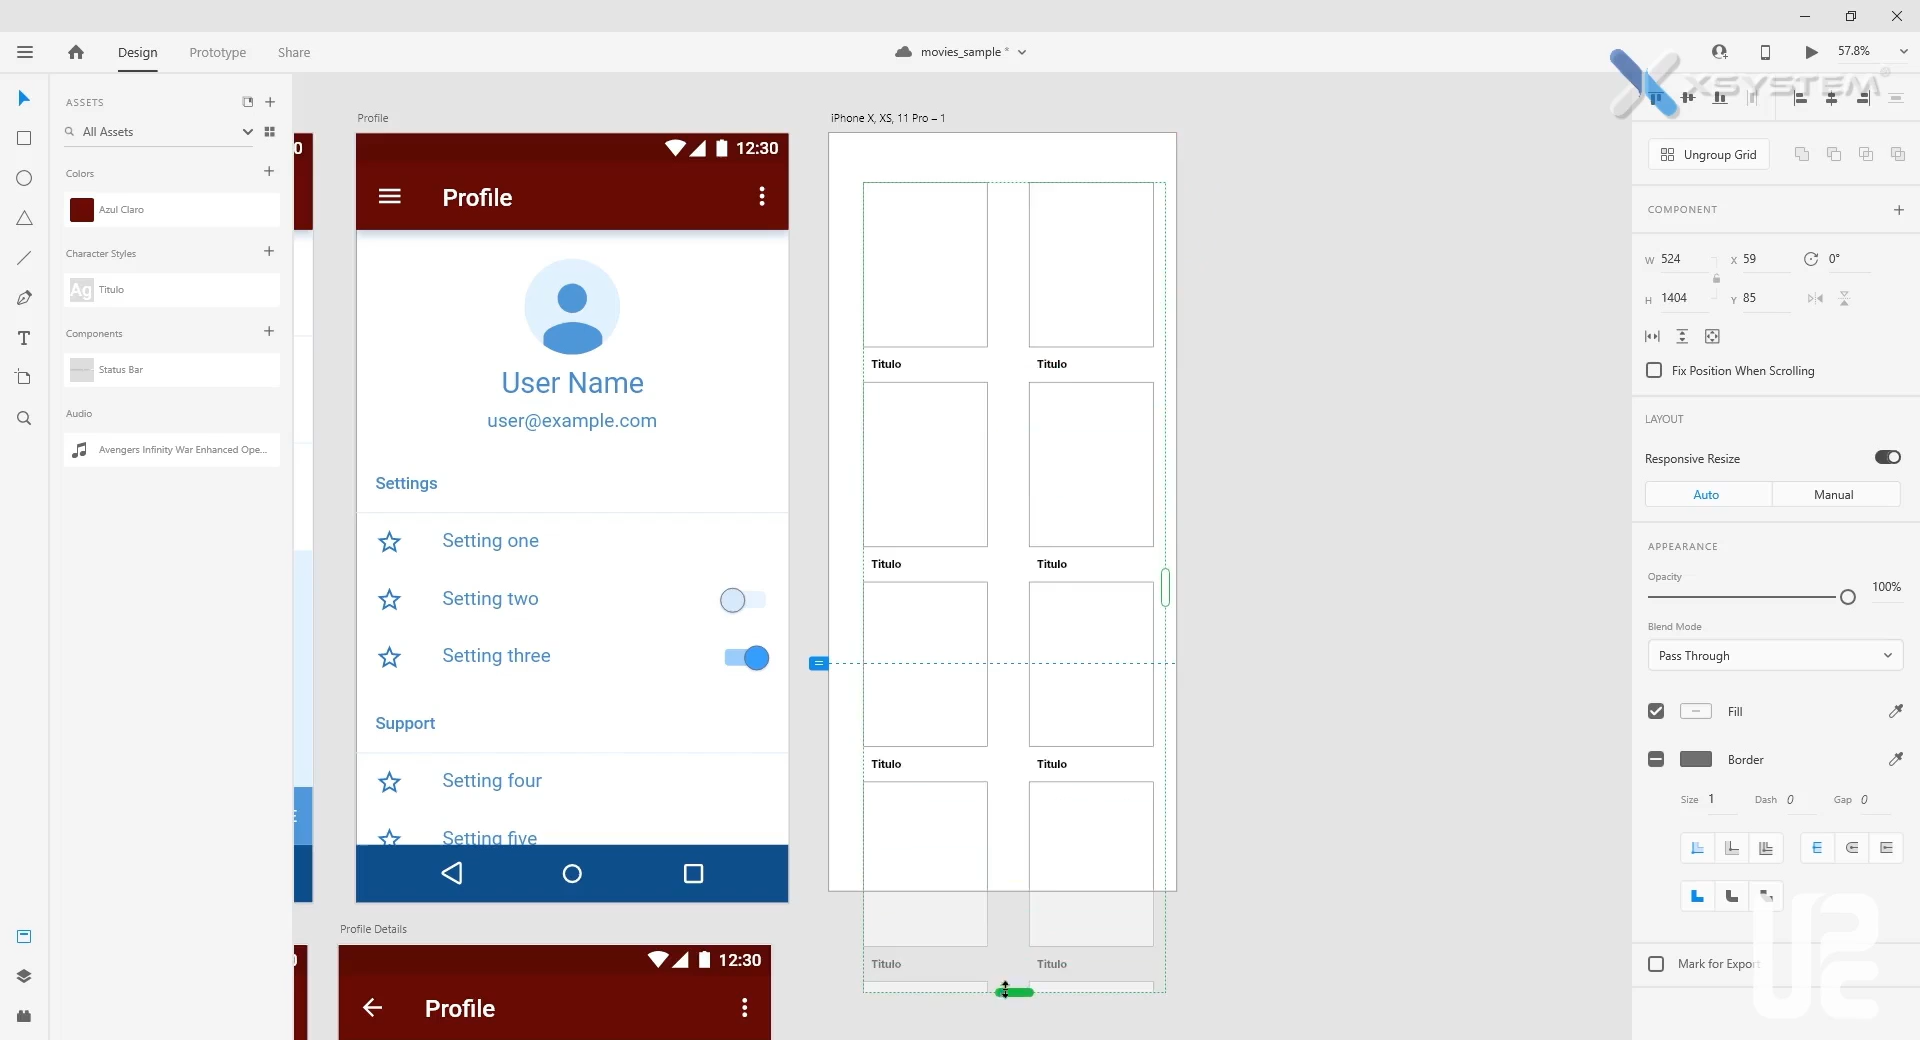 Design
Prototype
Share
movies_sample *
57.8%
XSYSTEM
ASSETS
All Assets
Colors
Azul Claro
Character Styles
Ag
Titulo
Components
Status Bar
Audio
Avengers Infinity War Enhanced Ope...
0
E
Profile
12:30
Profile
User Name
user@example.com
Settings
Setting one
Setting two
Setting three
Support
Setting four
Setting five
Profile Details
12:30
Profile
iPhone X, XS, 11 Pro – 1
Titulo Titulo
Titulo Titulo
Titulo Titulo
Titulo Titulo
Ungroup Grid
COMPONENT
W 524 X 59 0°
H 1404 Y 85
Fix Position When Scrolling
LAYOUT
Responsive Resize
Auto Manual
APPEARANCE
Opacity
100%
Blend Mode
Pass Through
Fill
Border
Size 1 Dash 0 Gap 0
Mark for Export